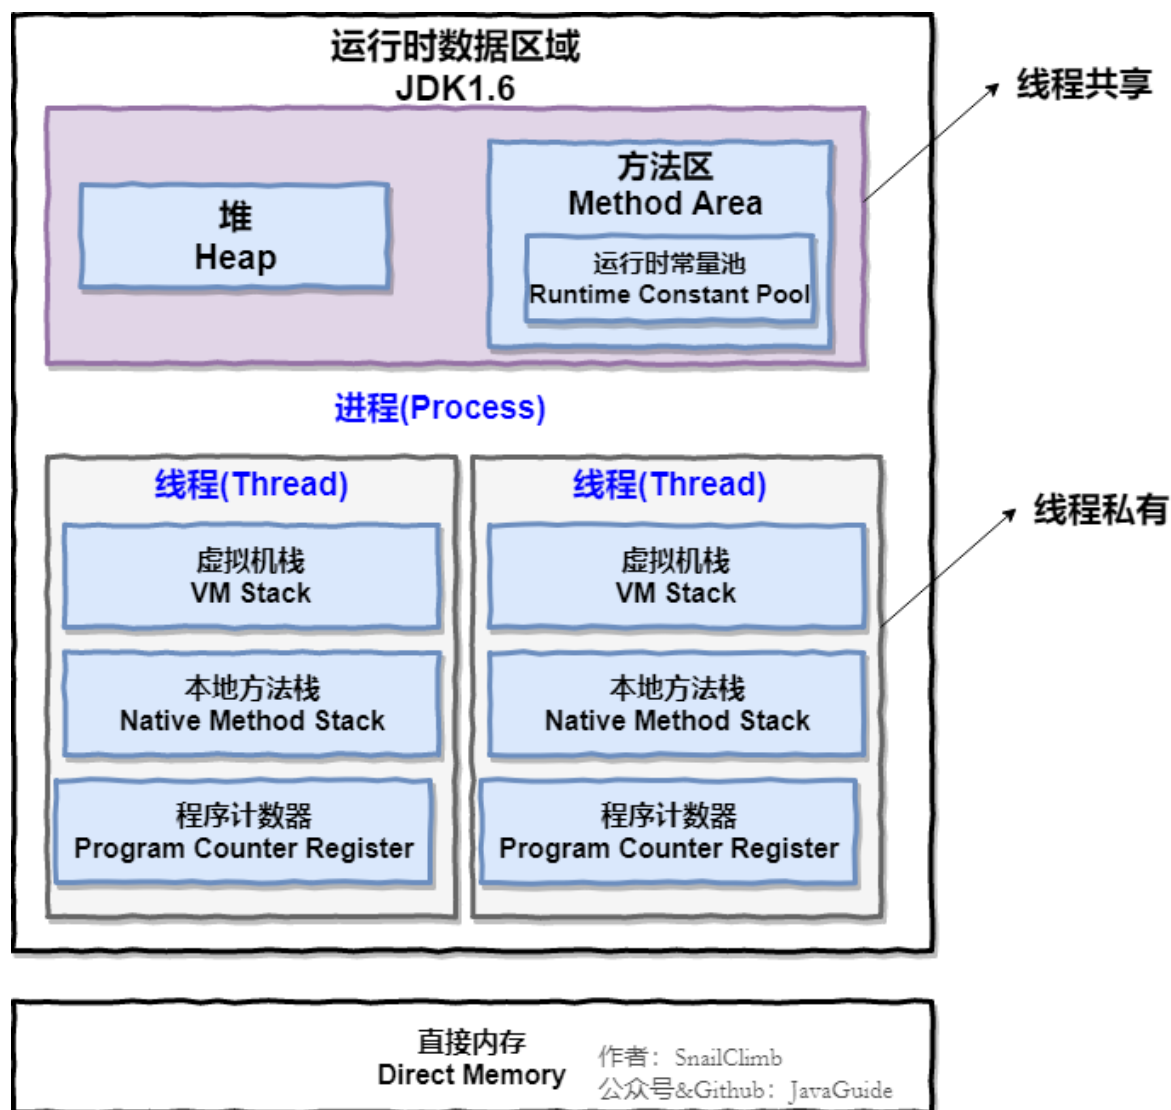 运行时数据区域
JDK1.6
线程共享
堆
Heap
方法区
Method Area
运行时常量池
Runtime Constant Pool
进程(Process)
线程(Thread)
虚拟机栈
VM Stack
本地方法栈
Native Method Stack
程序计数器
Program Counter Register
线程(Thread)
虚拟机栈
VM Stack
本地方法栈
Native Method Stack
程序计数器
Program Counter Register
线程私有
直接内存
Direct Memory
作者：SnailClimb
公众号&Github：JavaGuide